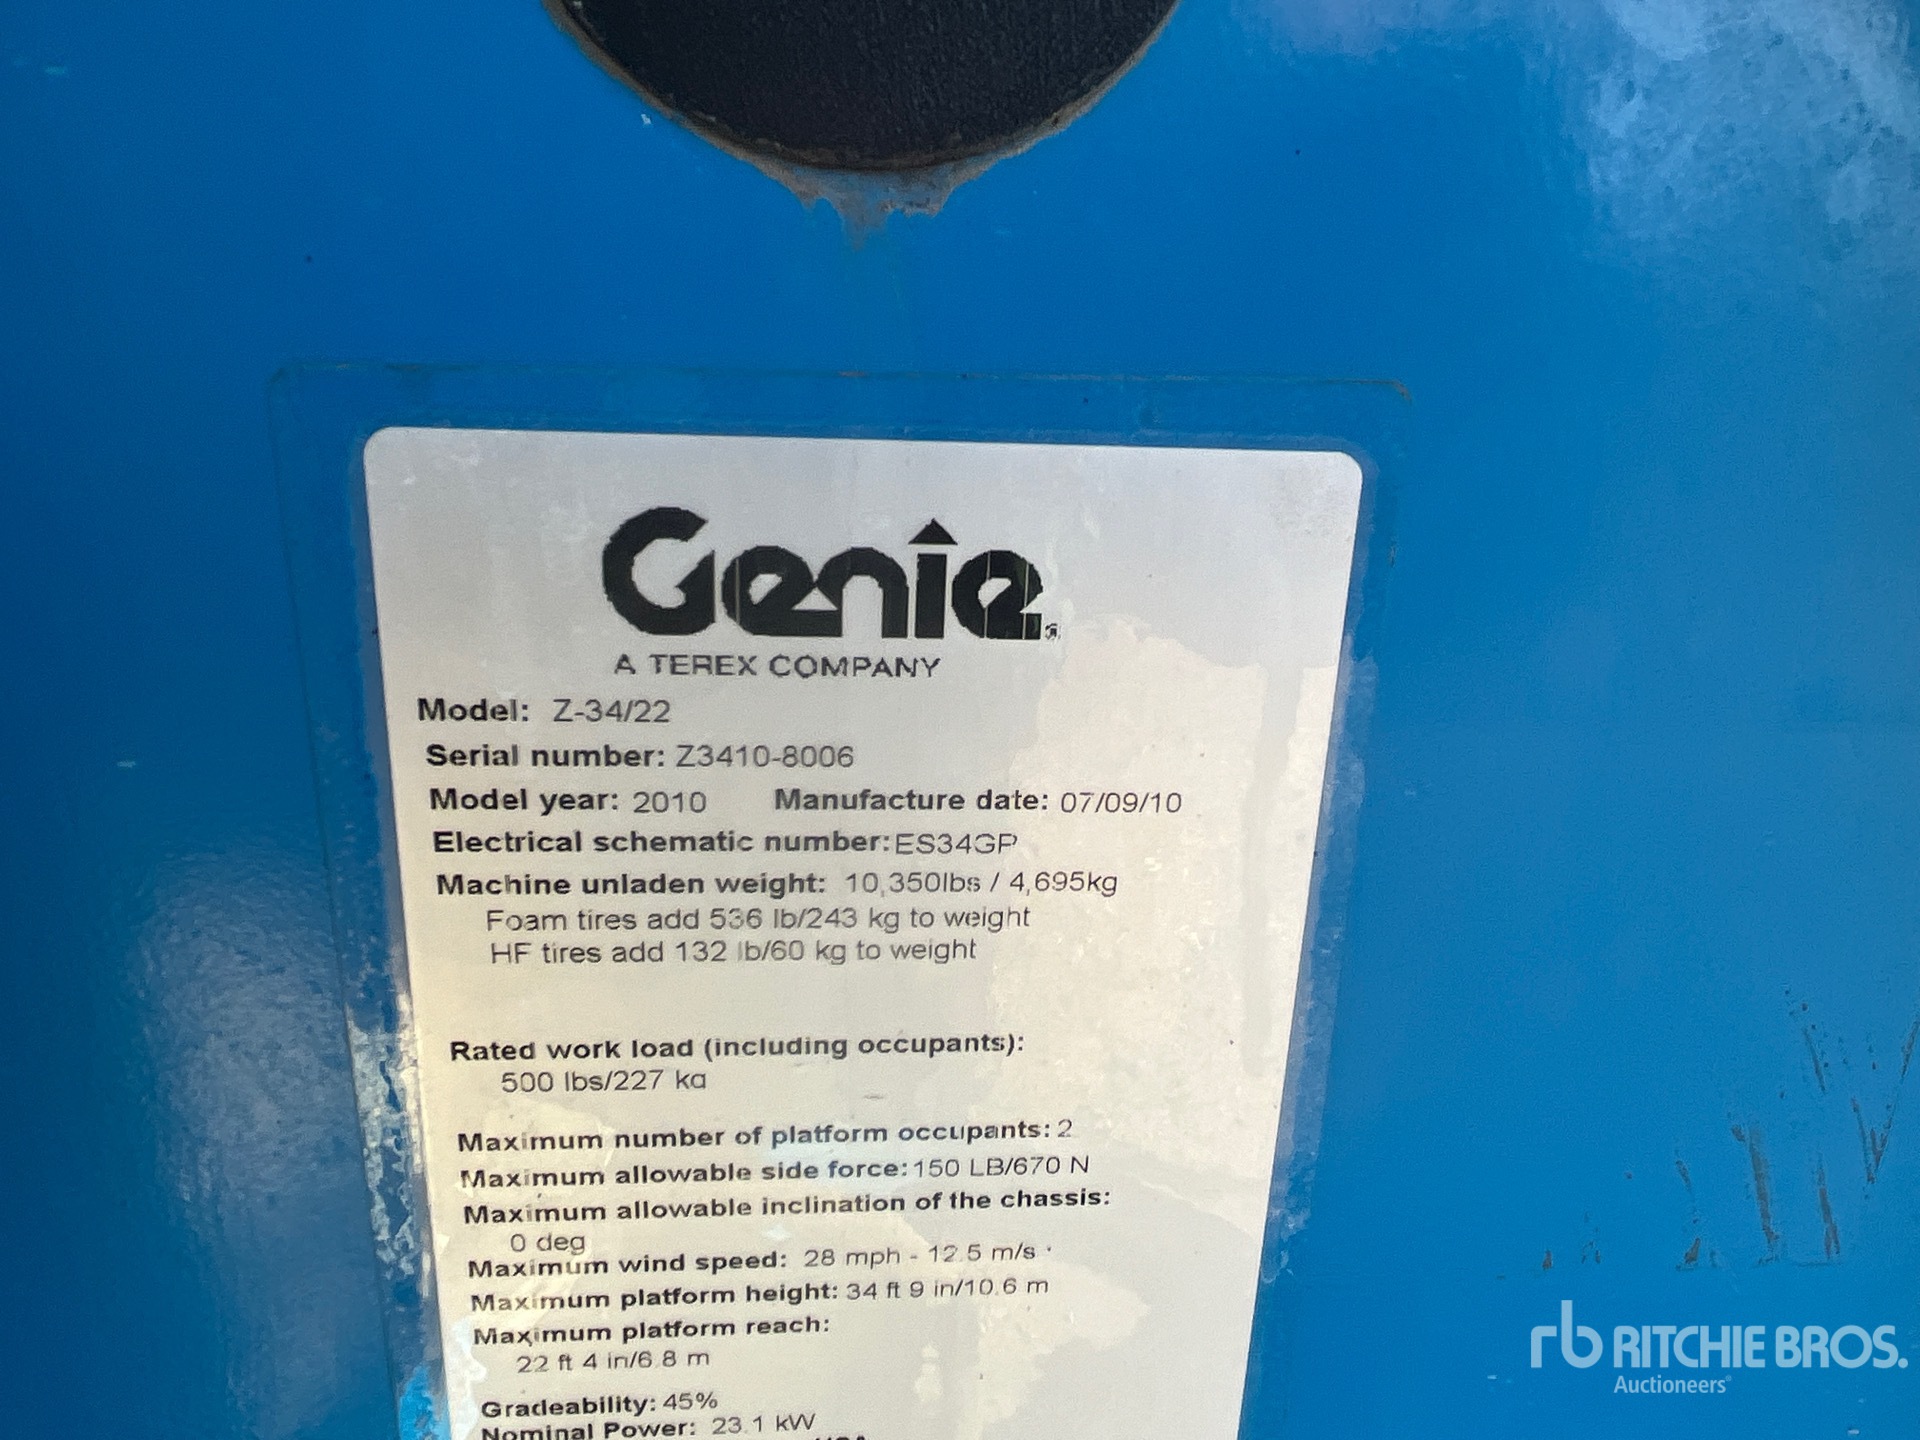 Genie
A TEREX COMPANY
Model: Z-34/22
Serial number: Z3410-8006
Model year: 2010 Manufacture date: 07/09/10
Electrical schematic number: ES34GP
Machine unladen weight: 10,350lbs / 4,695kg
Foam tires add 536 lb/243 kg to weight
HF tires add 132 lb/60 kg to weight
Rated work load (including occupants):
500 lbs/227 kg
Maximum number of platform occupants: 2
Maximum allowable side force: 150 LB/670 N
Maximum allowable inclination of the chassis:
0 deg
Maximum wind speed: 28 mph - 12.5 m/s
Maximum platform height: 34 ft 9 in/10.6 m
Maximum platform reach:
22 ft 4 in/6.8 m
Gradeability: 45%
Nominal Power: 23.1 kW
rb RITCHIE BROS.
Auctioneers